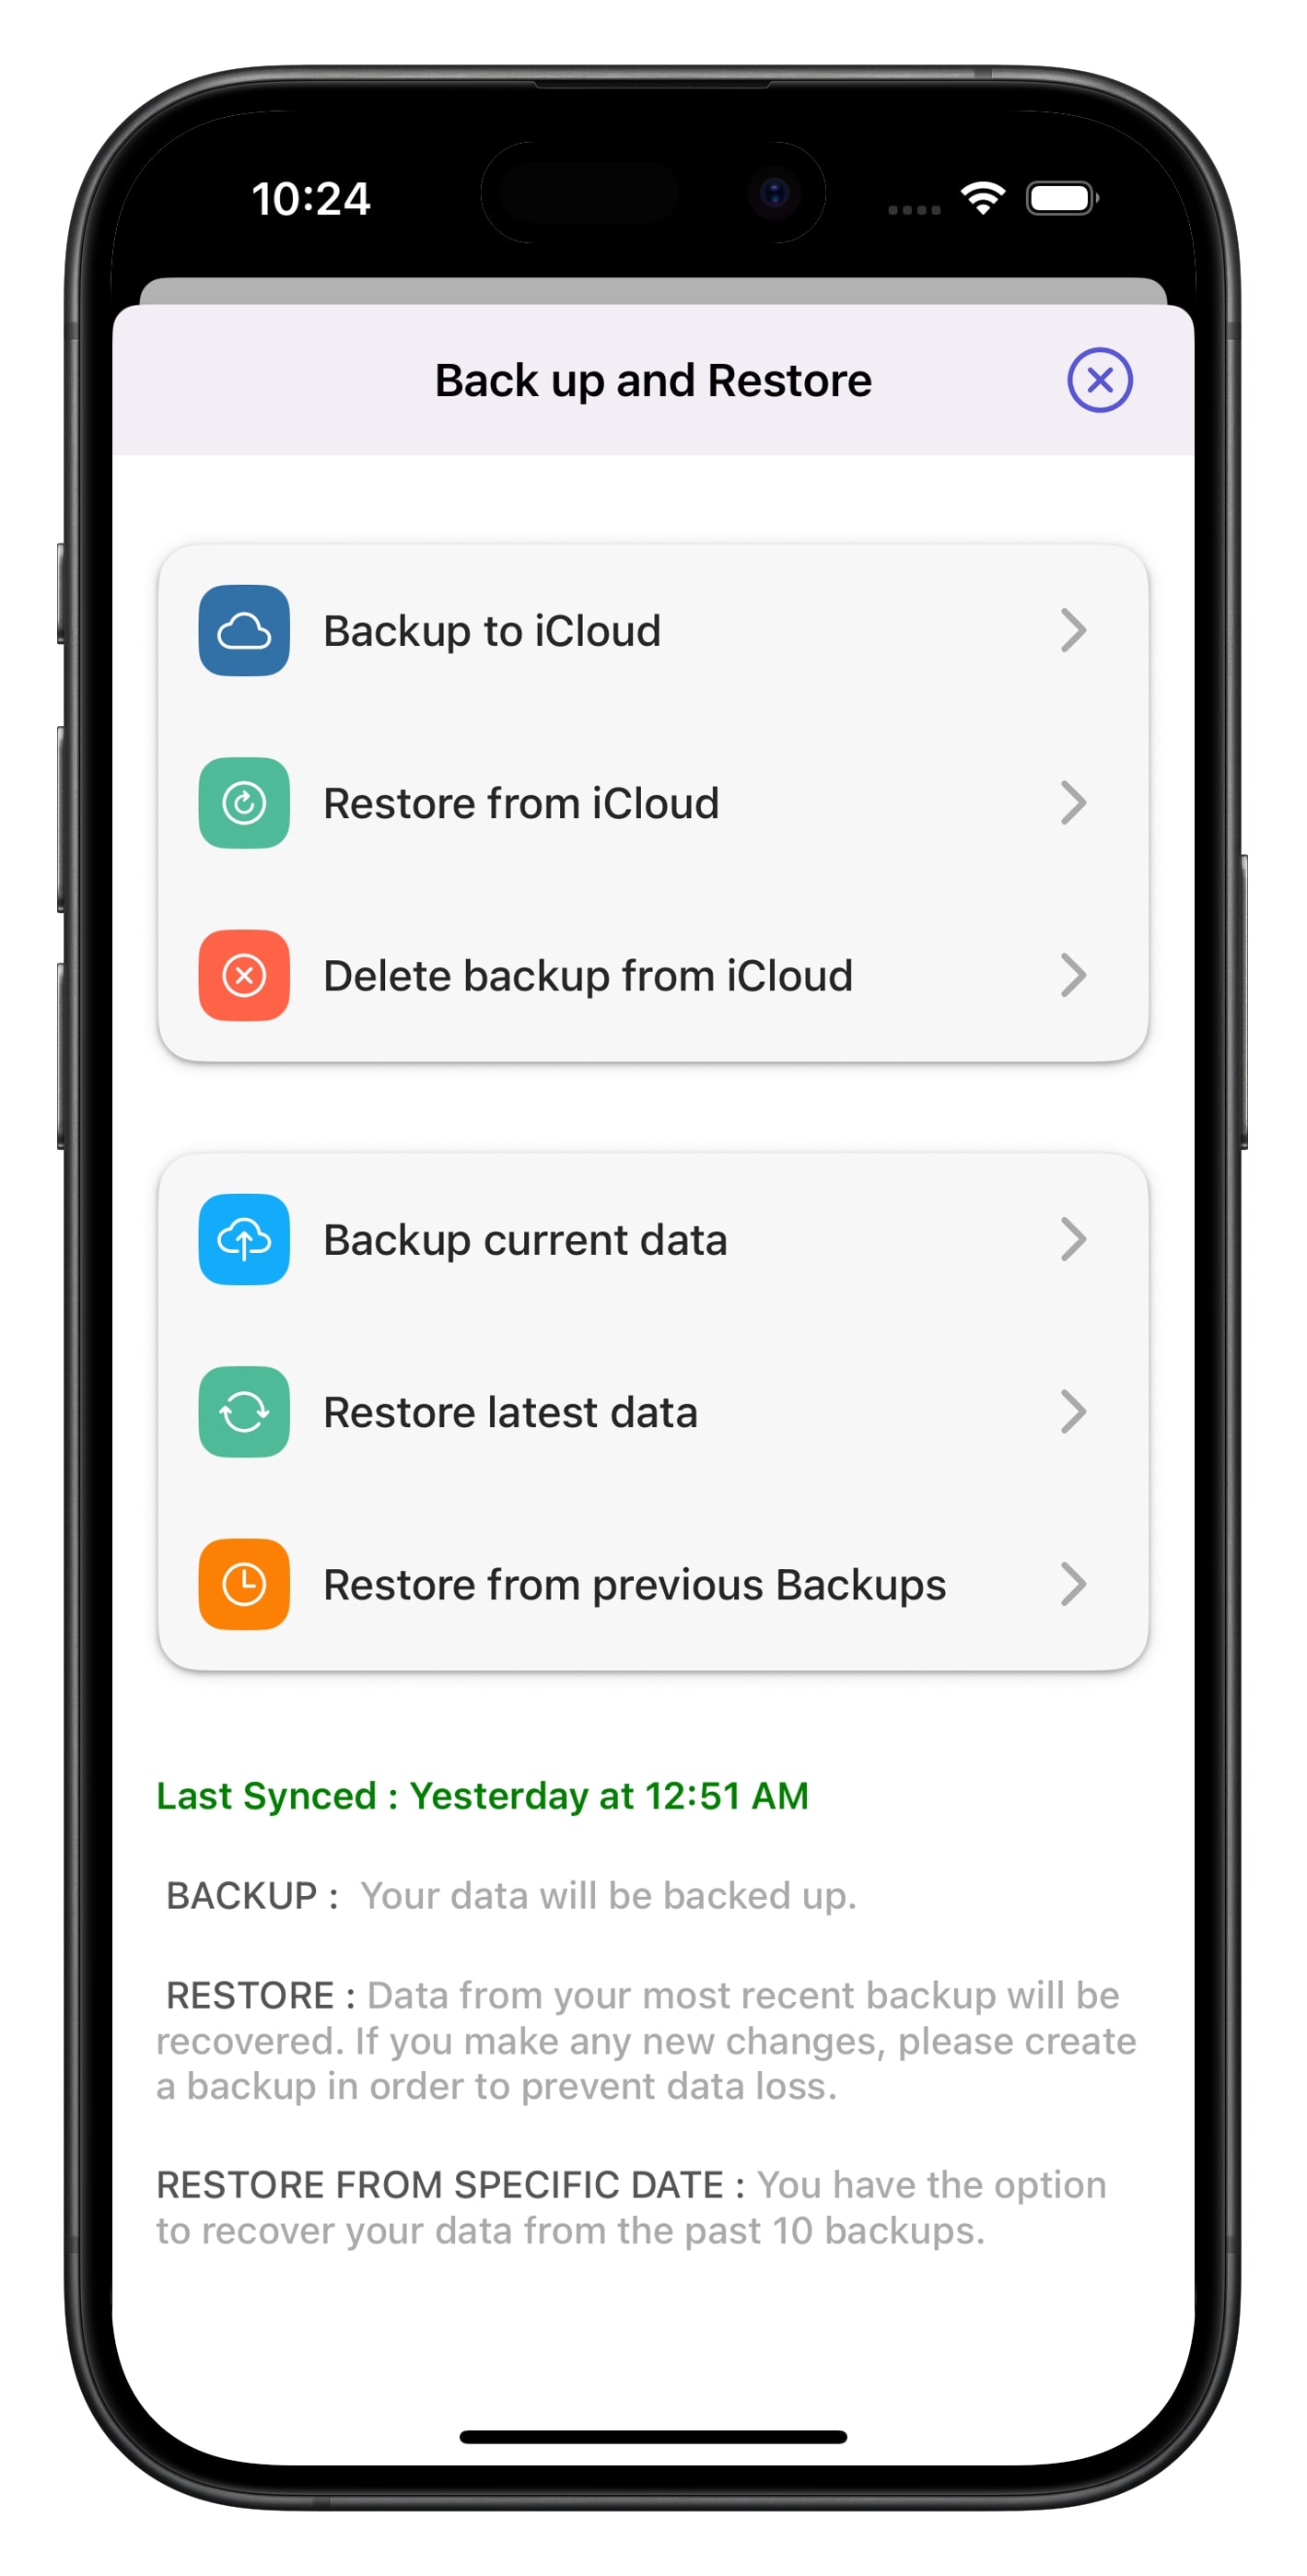 10:24
Back up and Restore
Backup to iCloud
Restore from iCloud
Delete backup from iCloud
Backup current data
Restore latest data
Restore from previous Backups
Last Synced : Yesterday at 12:51 AM
BACKUP : Your data will be backed up.
RESTORE : Data from your most recent backup will be
recovered. If you make any new changes, please create
a backup in order to prevent data loss.
RESTORE FROM SPECIFIC DATE : You have the option
to recover your data from the past 10 backups.